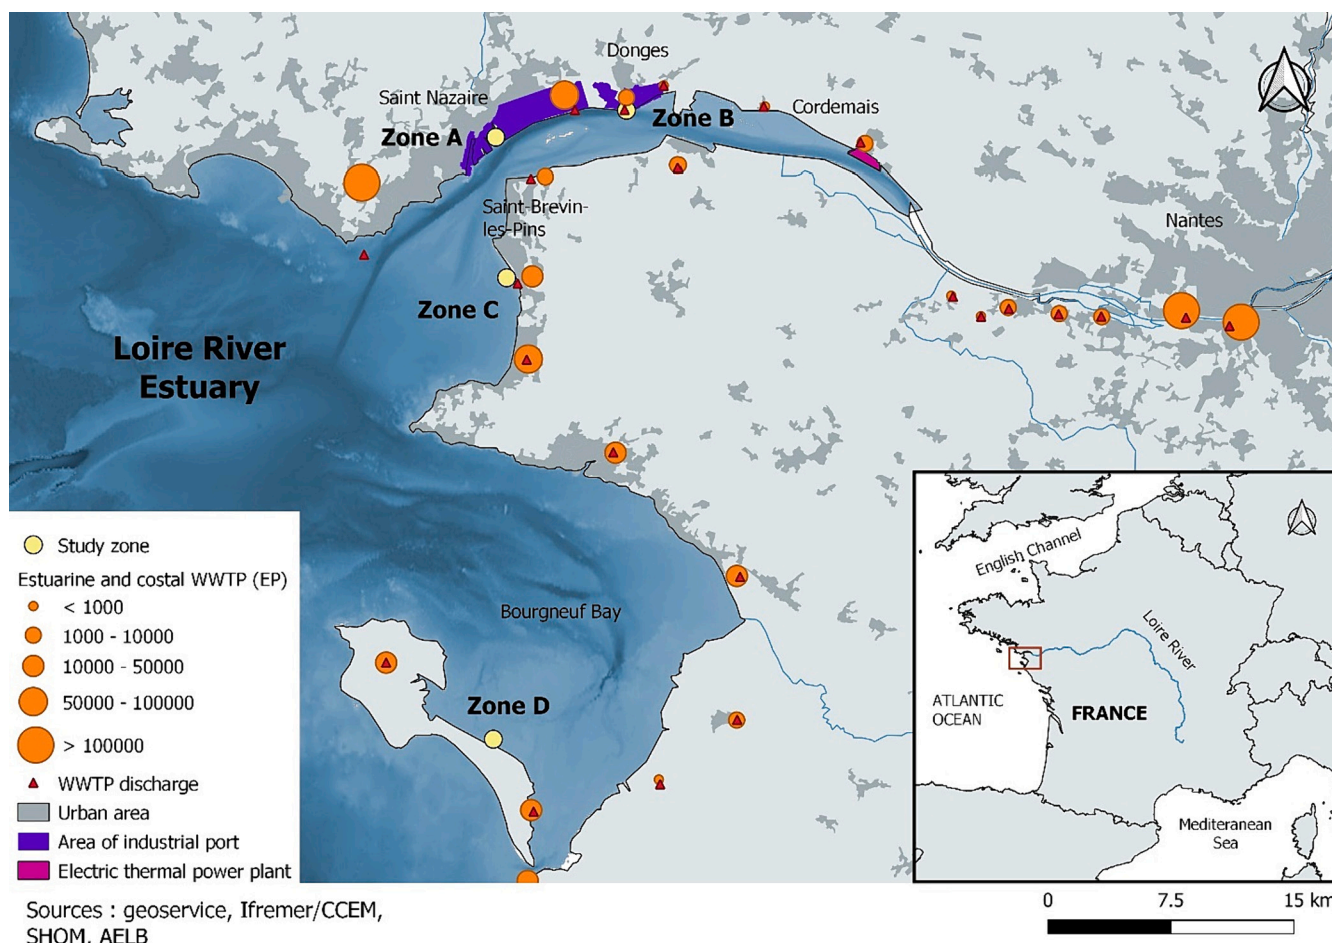 Donges
Saint Nazaire
Zone A
Zone B
Cordemais
Saint-Brevin-
les-Pins
Nantes
Zone C
Loire River
Estuary
Bourgneuf Bay
Zone D
Study zone
Estuarine and costal WWTP (EP)
< 1000
1000 - 10000
10000 - 50000
50000 - 100000
> 100000
WWTP discharge
Urban area
Area of industrial port
Electric thermal power plant
Sources : geoservice, Ifremer/CCEM,
SHOM, AELB
English Channel
Loire River
ATLANTIC
OCEAN
FRANCE
Mediteranean
Sea
0 7.5 15 km